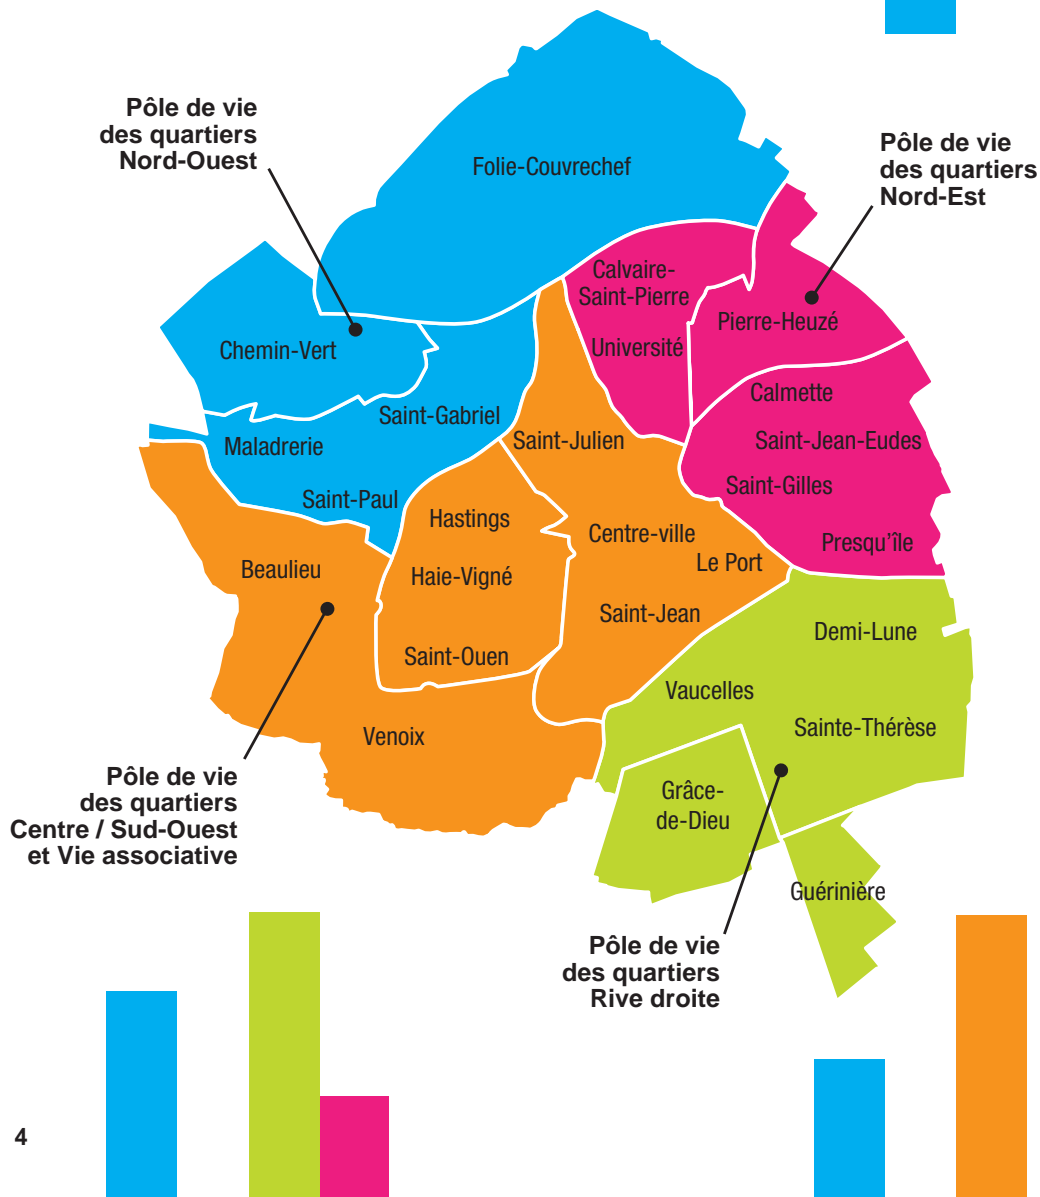 Pôle de vie
des quartiers
Nord-Ouest
Folie-Couvrechef
Pôle de vie
des quartiers
Nord-Est
Calvaire-
Saint-Pierre
Pierre-Heuzé
Université
Chemin-Vert
Calmette
Saint-Gabriel
Maladrerie
Saint-Julien
Saint-Jean-Eudes
Saint-Gilles
Saint-Paul
Hastings
Centre-ville
Presqu’île
Le Port
Beaulieu
Haie-Vigné
Saint-Jean
Demi-Lune
Saint-Ouen
Vaucelles
Sainte-Thérèse
Venoix
Pôle de vie
des quartiers
Centre / Sud-Ouest
et Vie associative
Grâce-
de-Dieu
Guérinière
Pôle de vie
des quartiers
Rive droite
4